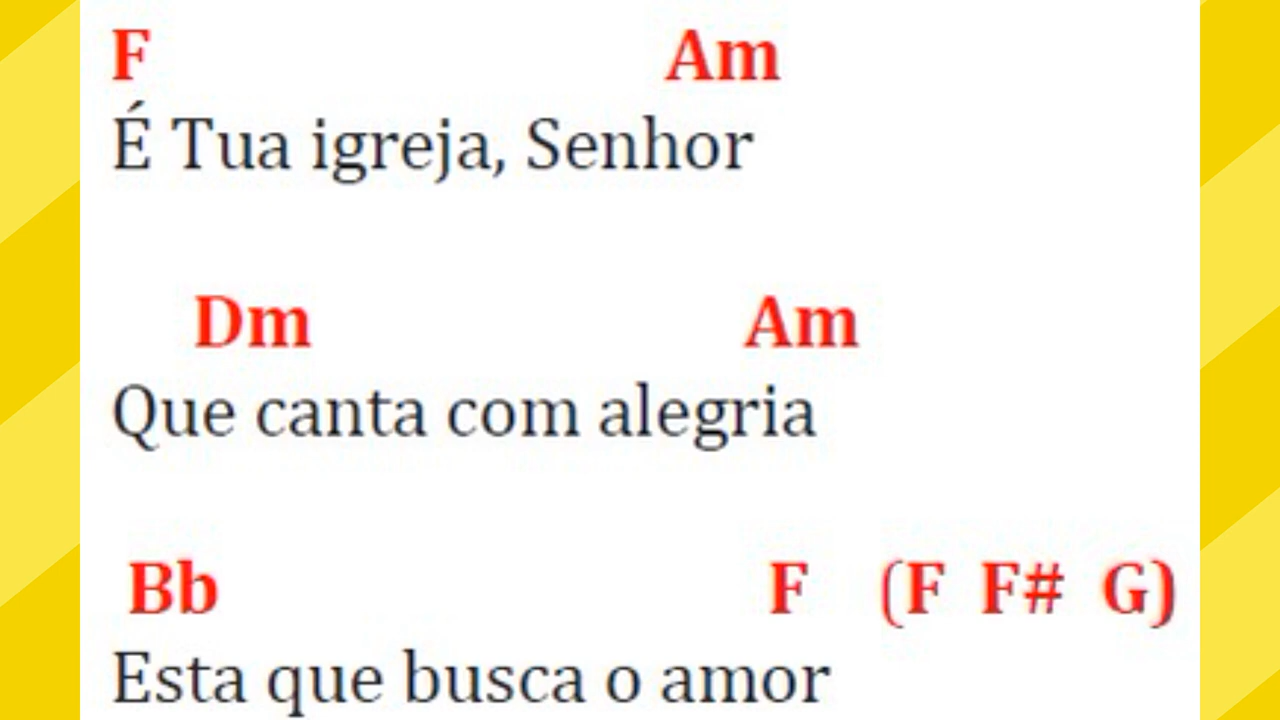 F Am
É Tua igreja, Senhor
Dm Am
Que canta com alegria
Bb F (F F# G)
Esta que busca o amor